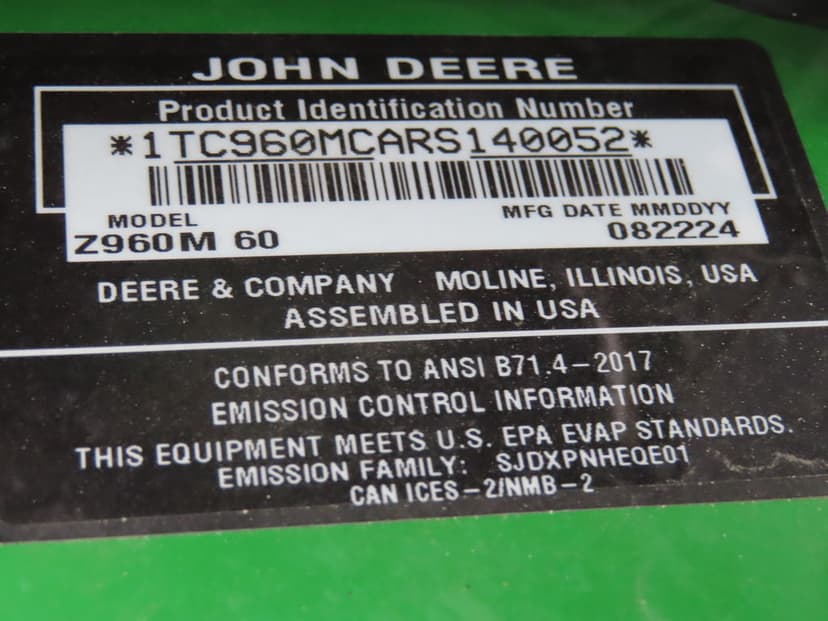 JOHN DEERE
Product Identification Number
*1TC960MCARS140052*
MODEL
MFG DATE MMDDYY
Z960M 60
082224
DEERE & COMPANY MOLINE, ILLINOIS, USA
ASSEMBLED IN USA
CONFORMS TO ANSI B71.4-2017
EMISSION CONTROL INFORMATION
THIS EQUIPMENT MEETS U.S. EPA EVAP STANDARDS.
EMISSION FAMILY: SJDXPNHEQE01
CAN ICES-2/NMB-2